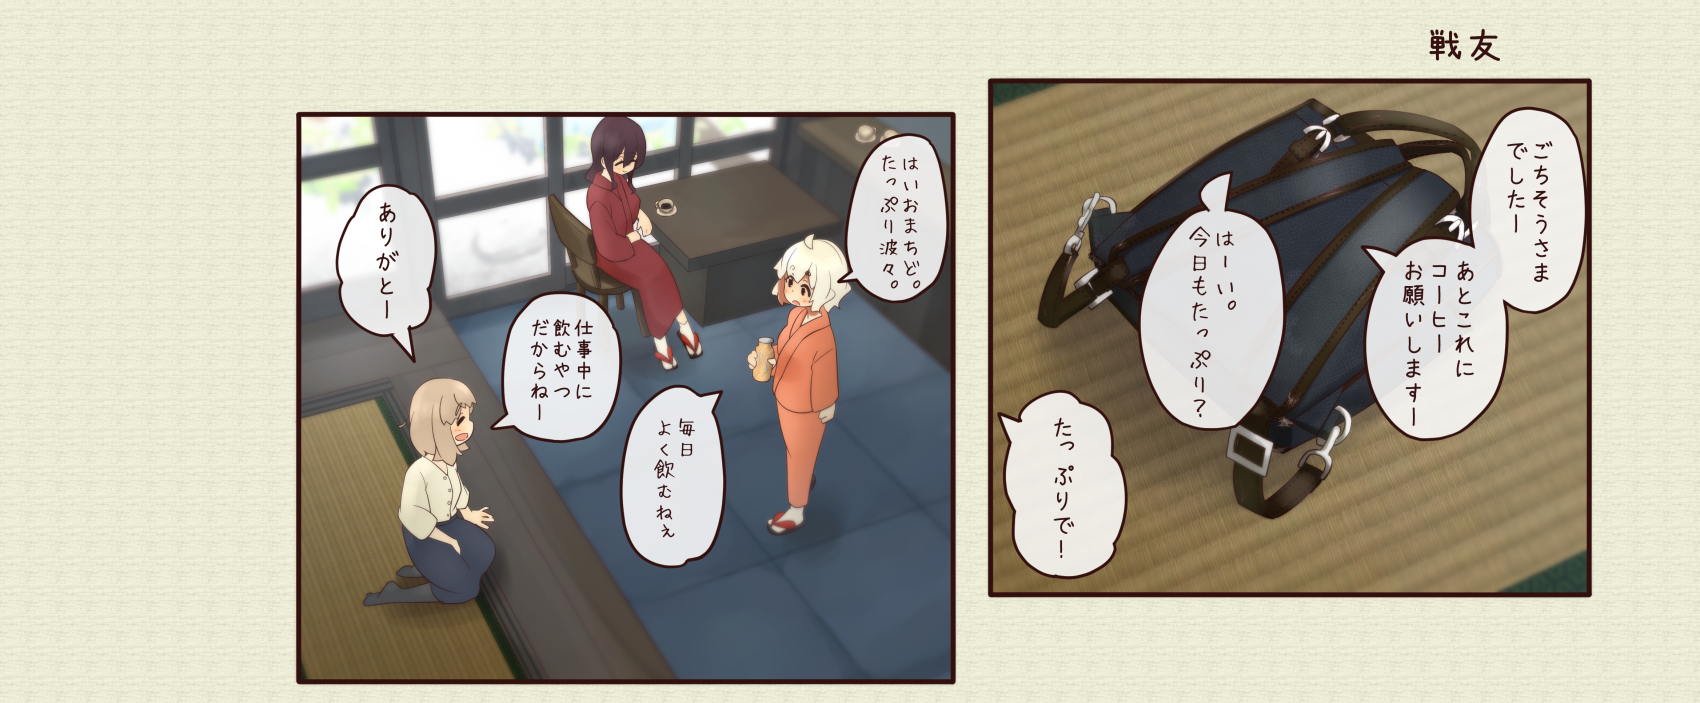 戦友
ごちそうさま
でしたー
あとこれに
コーヒー
お願いしますー
はーい。
今日もたっぷり？
たっぷりで！
はいおまちど。
たっぷり波々。
毎日
よく飲むねぇ
仕事中に
飲むやつ
だからねー
ありがとー